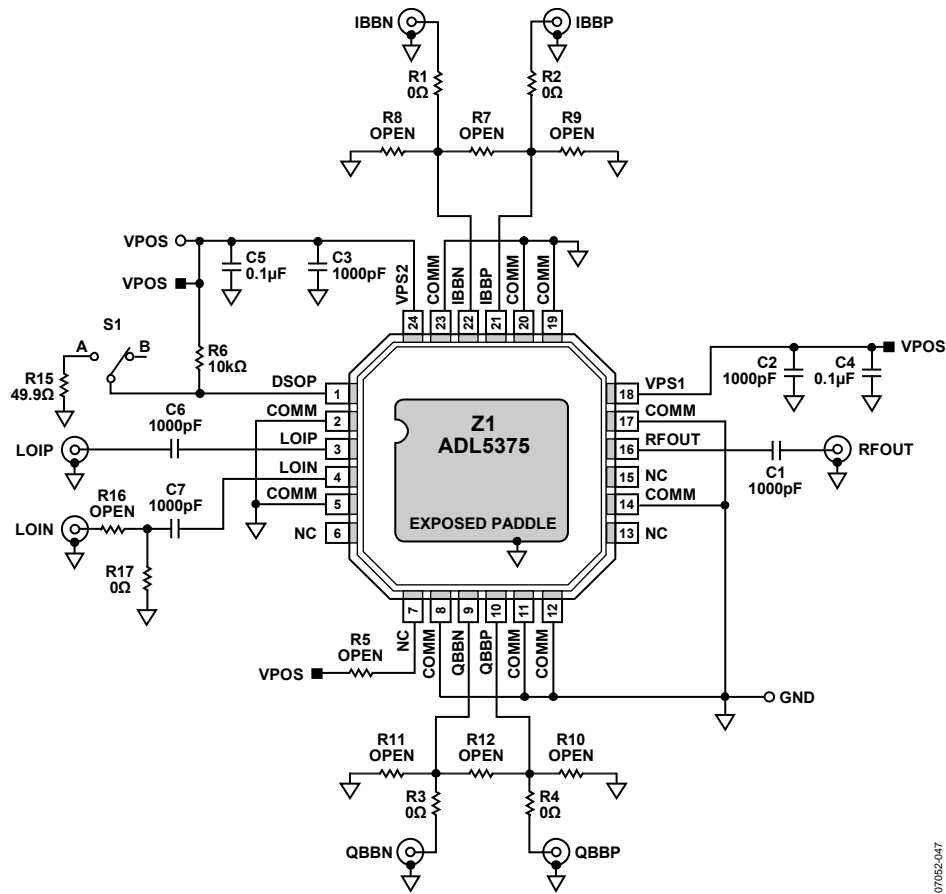 IBBN
IBBP
R1
0Ω
R2
0Ω
R8
OPEN
R7
OPEN
R9
OPEN
VPOS
C5
0.1µF
C3
1000pF
VPOS
VPS2
COMM
IBBN
IBBP
COMM
COMM
24
23
22
21
20
19
S1
A
B
R6
10kΩ
R15
49.9Ω
VPOS
C2
1000pF
C4
0.1µF
DSOP
1
COMM
2
LOIP
3
LOIN
4
COMM
5
NC
6
C6
1000pF
LOIP
C7
1000pF
R16
OPEN
LOIN
R17
0Ω
Z1
ADL5375
EXPOSED PADDLE
18
VPS1
17
COMM
16
RFOUT
15
NC
14
COMM
13
NC
C1
1000pF
RFOUT
7
8
9
10
11
12
NC
COMM
QBBN
QBBP
COMM
COMM
R5
OPEN
VPOS
GND
R11
OPEN
R12
OPEN
R10
OPEN
R3
0Ω
R4
0Ω
QBBN
QBBP
07052-047